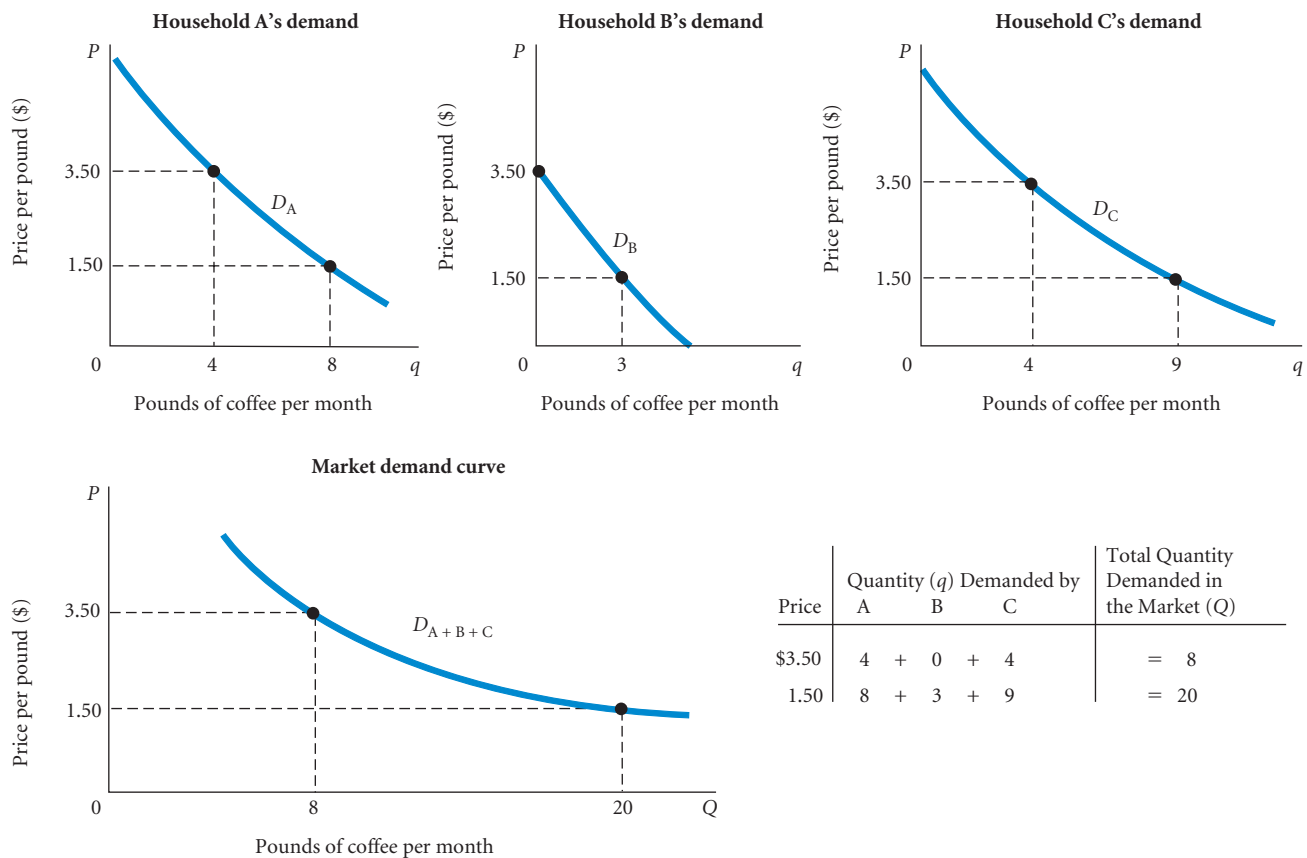 Household A's demand
P
Price per pound ($)
3.50
1.50
D_A
0
4
8
q
Pounds of coffee per month
Household B's demand
P
Price per pound ($)
3.50
1.50
D_B
0
3
q
Pounds of coffee per month
Household C's demand
P
Price per pound ($)
3.50
1.50
D_C
0
4
9
q
Pounds of coffee per month
Market demand curve
P
Price per pound ($)
3.50
1.50
D_A + B + C
0
8
20
Q
Pounds of coffee per month
Price
Quantity (q) Demanded by
A B C
Total Quantity
Demanded in
the Market (Q)
$3.50 4 + 0 + 4 = 8
1.50 8 + 3 + 9 = 20